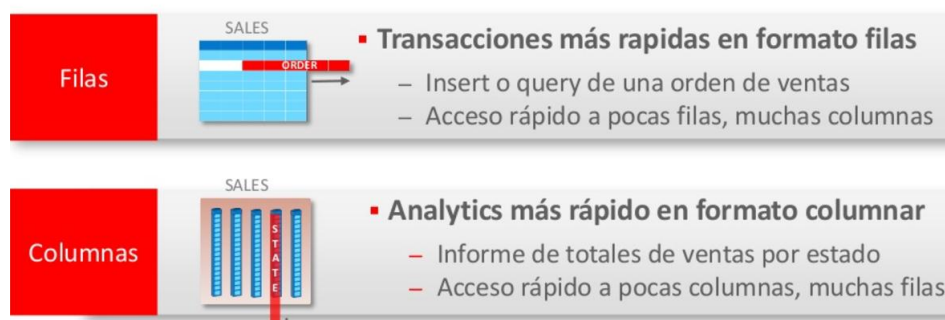 Filas
SALES
ORDER
Transacciones más rapidas en formato filas
– Insert o query de una orden de ventas
– Acceso rápido a pocas filas, muchas columnas
Columnas
SALES
STATE
Analytics más rápido en formato columnar
– Informe de totales de ventas por estado
– Acceso rápido a pocas columnas, muchas filas